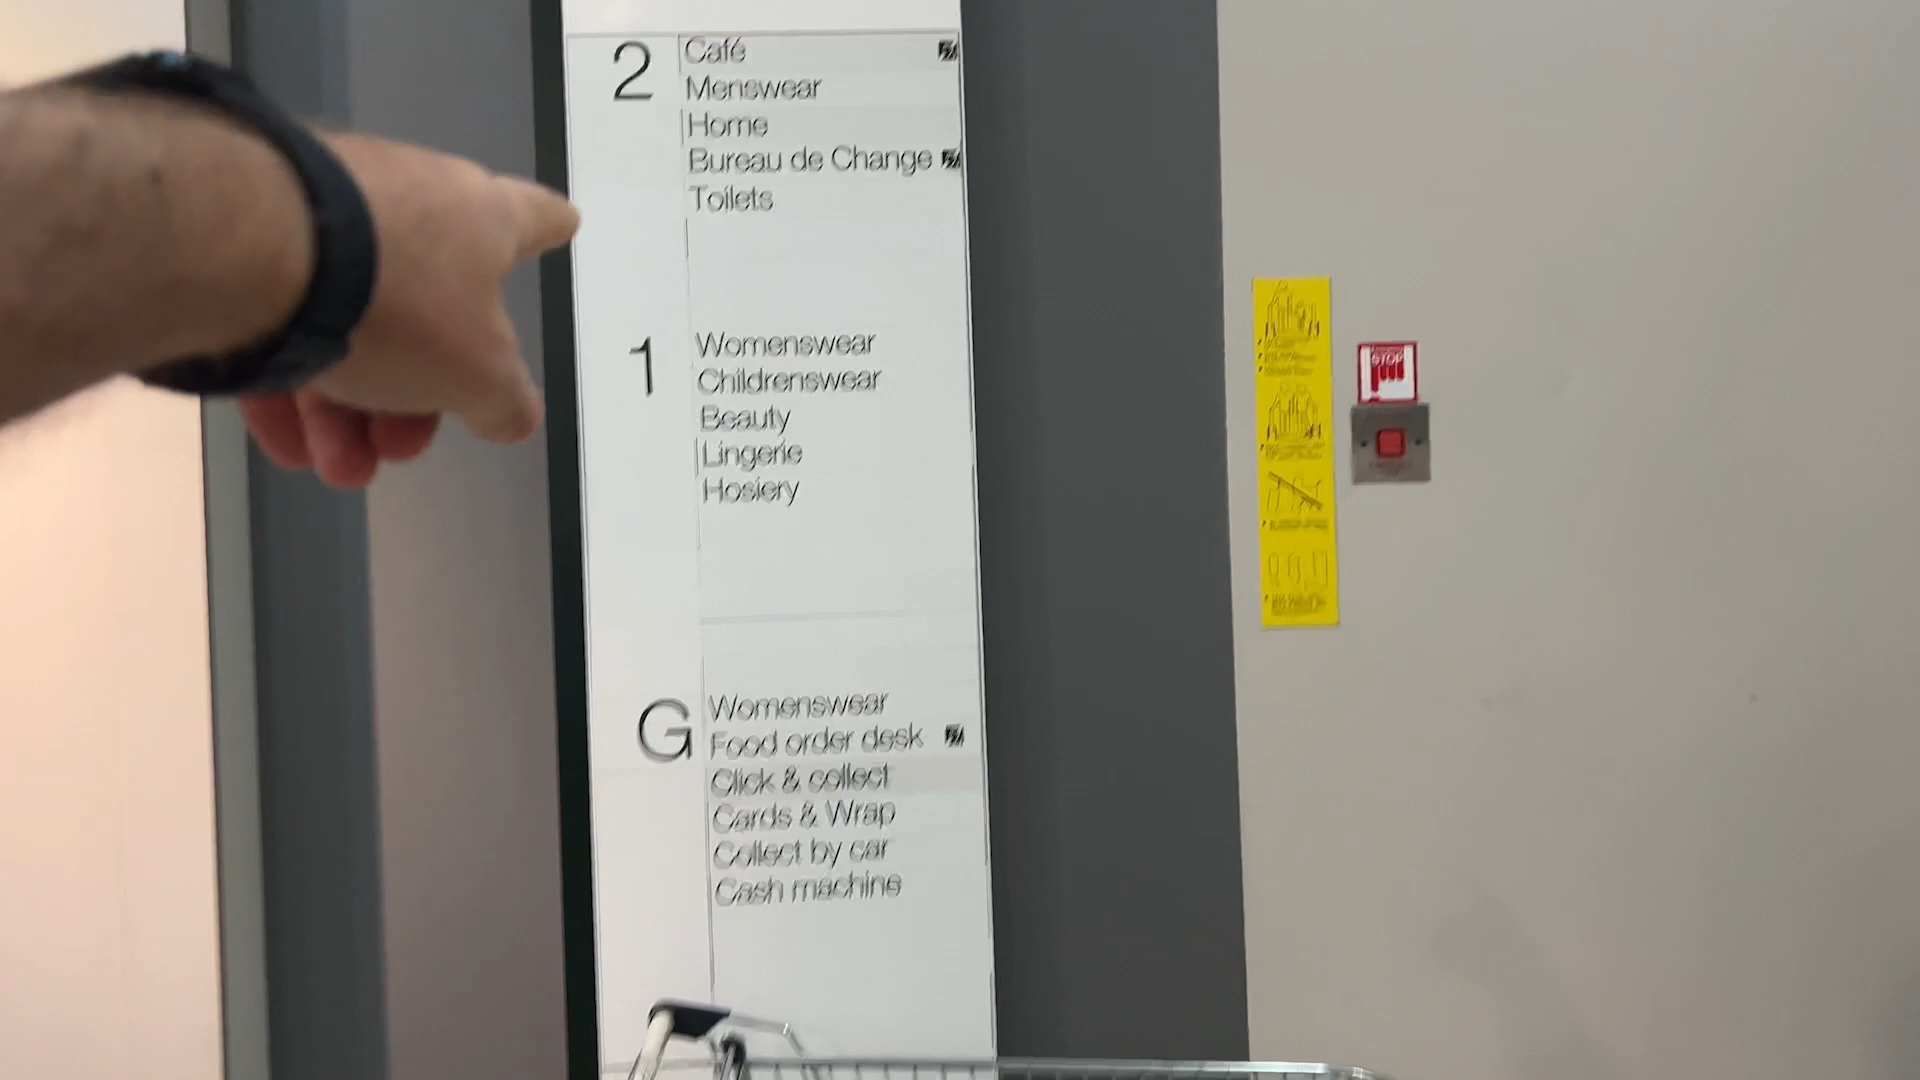 2
Café
Menswear
Home
Bureau de Change
Toilets
1
Womenswear
Childrenswear
Beauty
Lingerie
Hosiery
G
Womenswear
Food order desk
Click & collect
Cards & Wrap
Collect by car
Cash machine
STOP